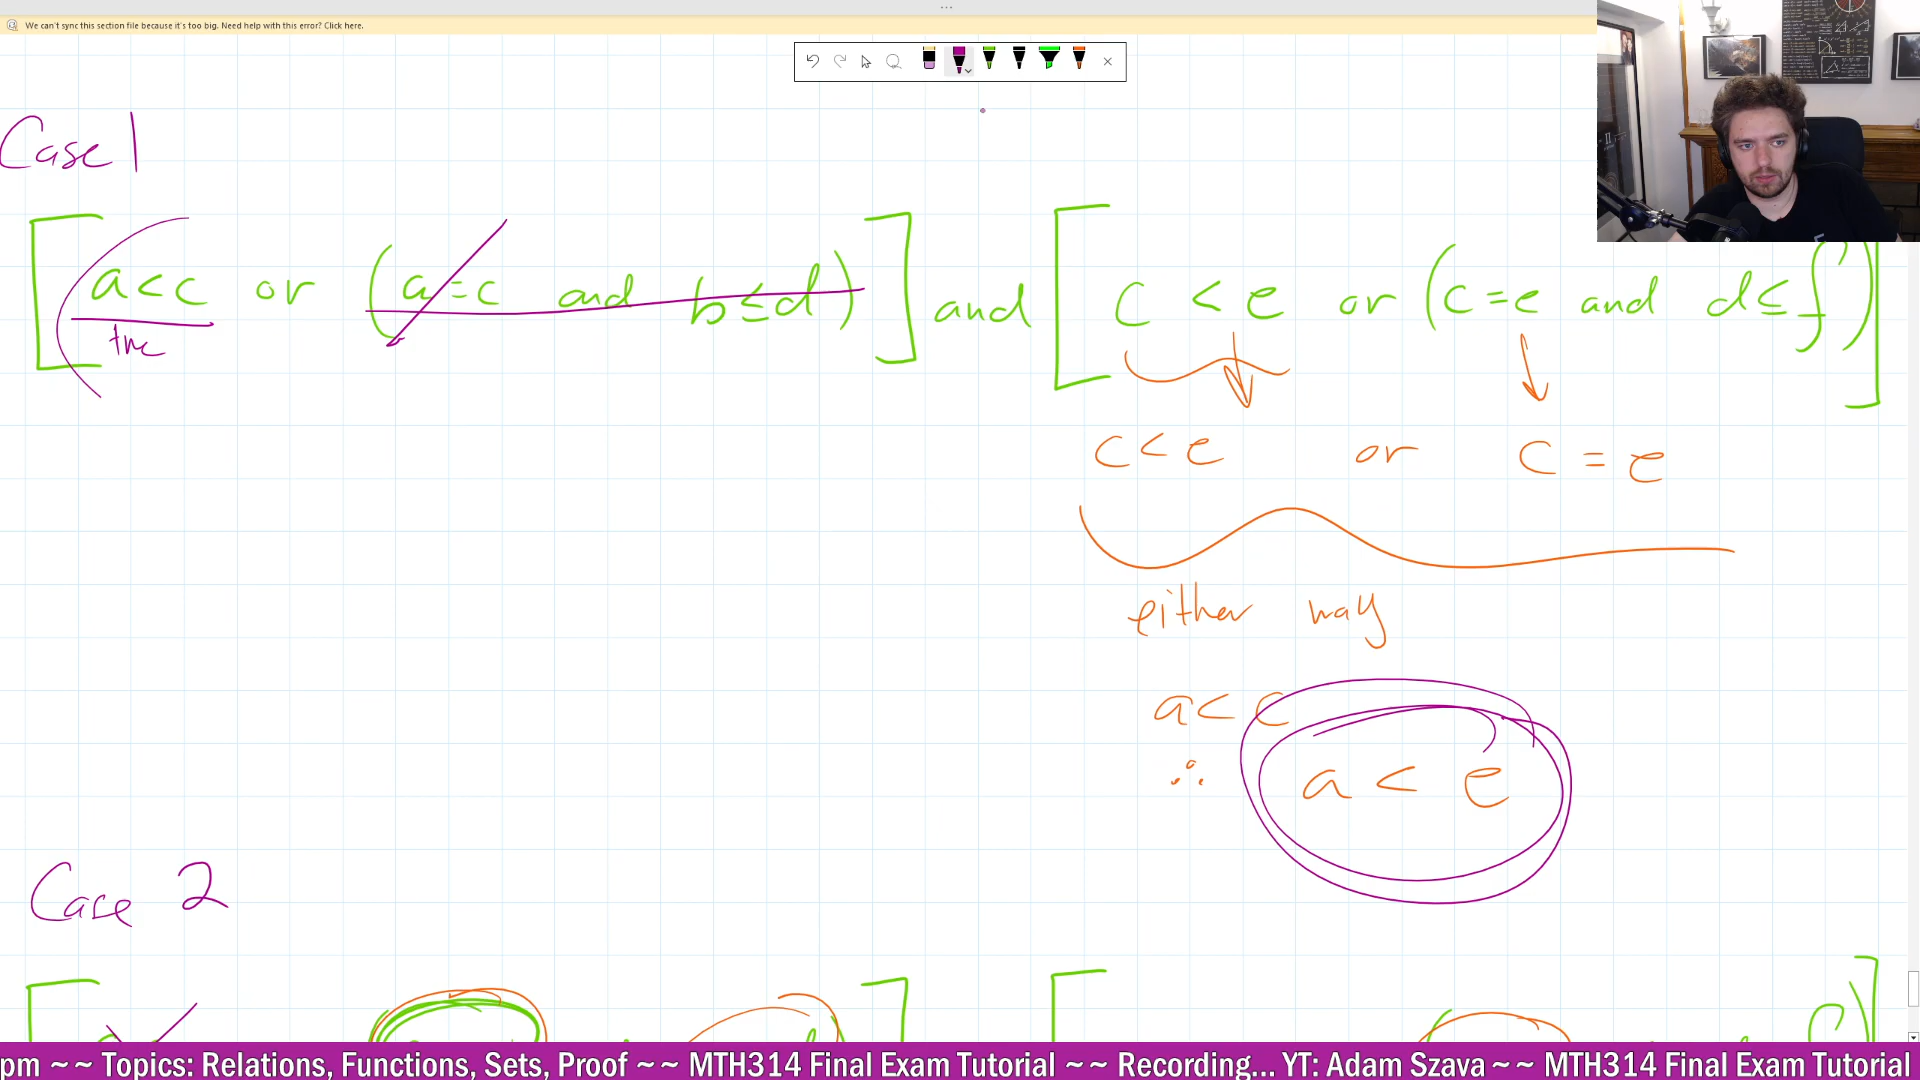 We can't sync this section file because it's too big. Need help with this error? Click here.
Case 1
[a<c or (a=c and b≤d)] and [c<e or (c=e and d≤f)]
c<e or c=e
either way
a<c
∴ a<e
Case 2
pm ~~ Topics: Relations, Functions, Sets, Proof ~~ MTH314 Final Exam Tutorial ~~ Recording... YT: Adam Szava ~~ MTH314 Final Exam Tutorial